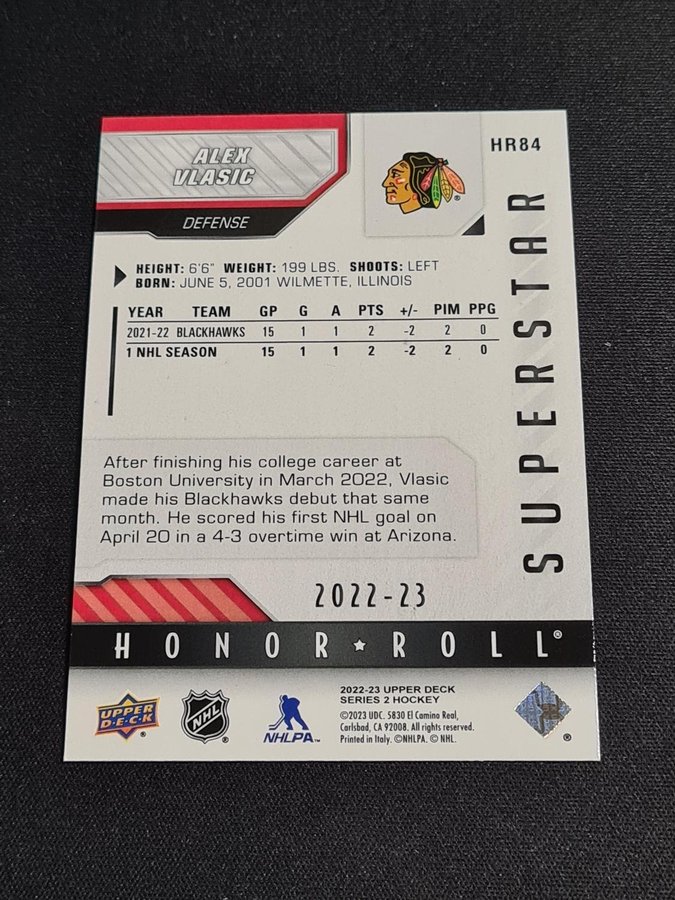 ALEX
VLASIC
DEFENSE
HR84
SUPERSTAR
HEIGHT: 6'6" WEIGHT: 199 LBS. SHOOTS: LEFT
BORN: JUNE 5, 2001 WILMETTE, ILLINOIS
YEAR TEAM GP G A PTS +/- PIM PPG
2021-22 BLACKHAWKS 15 1 1 2 -2 2 0
1 NHL SEASON 15 1 1 2 -2 2 0
After finishing his college career at
Boston University in March 2022, Vlasic
made his Blackhawks debut that same
month. He scored his first NHL goal on
April 20 in a 4-3 overtime win at Arizona.
2022-23
HONOR★ROLL®
UPPER
D·E·C·K
®
NHL
®
NHLPA™
2022-23 UPPER DECK
SERIES 2 HOCKEY
©2023 UDC. 5830 El Camino Real,
Carlsbad, CA 92008. All rights reserved.
Printed in Italy. ©NHLPA. © NHL.
®